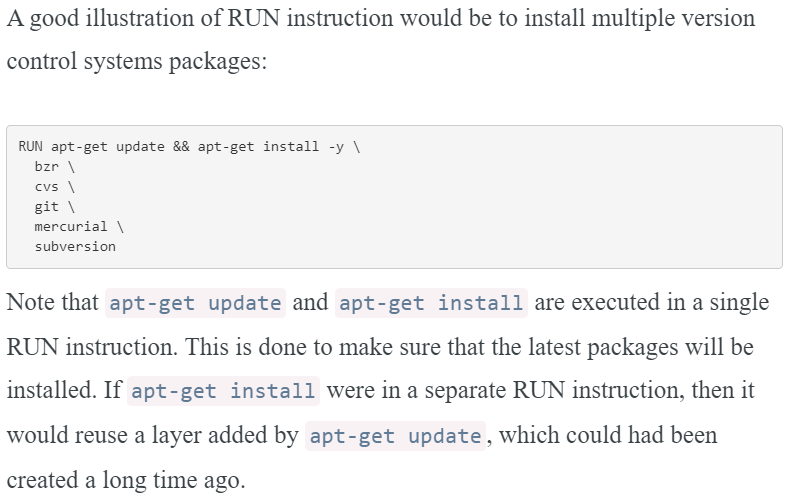 A good illustration of RUN instruction would be to install multiple version
control systems packages:
RUN apt-get update && apt-get install -y \
bzr \
cvs \
git \
mercurial \
subversion
Note that apt-get update and apt-get install are executed in a single
RUN instruction. This is done to make sure that the latest packages will be
installed. If apt-get install were in a separate RUN instruction, then it
would reuse a layer added by apt-get update, which could had been
created a long time ago.